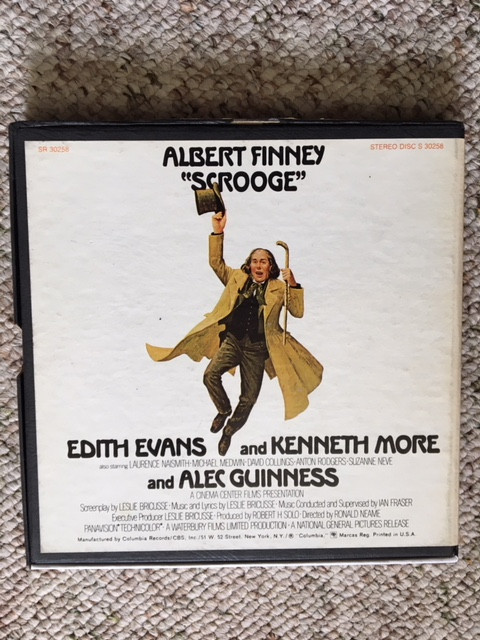 SR 30258
STEREO DISC S 30258
ALBERT FINNEY
"SCROOGE"
EDITH EVANS and KENNETH MORE
also starring LAURENCE NAISMITH · MICHAEL MEDWIN · DAVID COLLINGS · ANTON RODGERS · SUZANNE NEVE
and ALEC GUINNESS
A CINEMA CENTER FILMS PRESENTATION
Screenplay by LESLIE BRICUSSE · Music and Lyrics by LESLIE BRICUSSE · Music Conducted and Supervised by IAN FRASER
Executive Producer LESLIE BRICUSSE · Produced by ROBERT H. SOLO · Directed by RONALD NEAME
PANAVISION® TECHNICOLOR® A WATERBURY FILMS LIMITED PRODUCTION · A NATIONAL GENERAL PICTURES RELEASE
Manufactured by Columbia Records/CBS, Inc./51 W. 52 Street, New York, N.Y./® "Columbia," Marcas Reg. Printed in U.S.A.